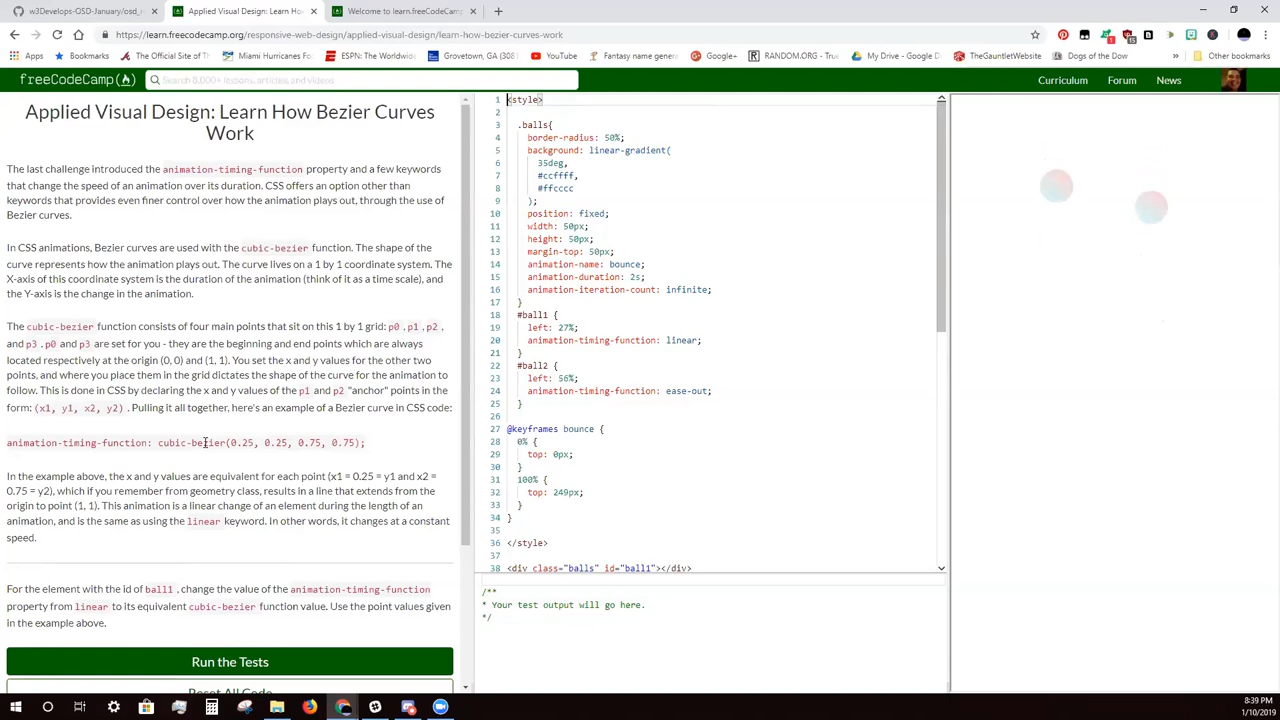 w3Develops-OSD-January/osd_
Applied Visual Design: Learn How
Welcome to learn.freeCodeCamp
https://learn.freecodecamp.org/responsive-web-design/applied-visual-design/learn-how-bezier-curves-work
Apps
Bookmarks
The Official Site of
Miami Hurricanes For
ESPN: The Worldwide
Grovetown, GA (3081
YouTube
Fantasy name generat
Google+
RANDOM.ORG - True
My Drive - Google D
TheGauntletWebsite
Dogs of the Dow
Other bookmarks
freeCodeCamp
Search 8,000+ lessons, articles, and videos
Curriculum
Forum
News
Applied Visual Design: Learn How Bezier Curves
Work
The last challenge introduced the animation-timing-function property and a few keywords
that change the speed of an animation over its duration. CSS offers an option other than
keywords that provides even finer control over how the animation plays out, through the use of
Bezier curves.
In CSS animations, Bezier curves are used with the cubic-bezier function. The shape of the
curve represents how the animation plays out. The curve lives on a 1 by 1 coordinate system. The
X-axis of this coordinate system is the duration of the animation (think of it as a time scale), and
the Y-axis is the change in the animation.
The cubic-bezier function consists of four main points that sit on this 1 by 1 grid: p0 , p1 , p2 ,
and p3 . p0 and p3 are set for you - they are the beginning and end points which are always
located respectively at the origin (0, 0) and (1, 1). You set the x and y values for the other two
points, and where you place them in the grid dictates the shape of the curve for the animation to
follow. This is done in CSS by declaring the x and y values of the p1 and p2 "anchor" points in the
form: (x1, y1, x2, y2) . Pulling it all together, here's an example of a Bezier curve in CSS code:
animation-timing-function: cubic-bezier(0.25, 0.25, 0.75, 0.75);
In the example above, the x and y values are equivalent for each point (x1 = 0.25 = y1 and x2 =
0.75 = y2), which if you remember from geometry class, results in a line that extends from the
origin to point (1, 1). This animation is a linear change of an element during the length of an
animation, and is the same as using the linear keyword. In other words, it changes at a constant
speed.
For the element with the id of ball1 , change the value of the animation-timing-function
property from linear to its equivalent cubic-bezier function value. Use the point values given
in the example above.
Run the Tests
Reset All Code
1 <style>
2
3 .balls{
4 border-radius: 50%;
5 background: linear-gradient(
6 35deg,
7 #ccffff,
8 #ffcccc
9 );
10 position: fixed;
11 width: 50px;
12 height: 50px;
13 margin-top: 50px;
14 animation-name: bounce;
15 animation-duration: 2s;
16 animation-iteration-count: infinite;
17 }
18 #ball1 {
19 left: 27%;
20 animation-timing-function: linear;
21 }
22 #ball2 {
23 left: 56%;
24 animation-timing-function: ease-out;
25 }
26
27 @keyframes bounce {
28 0% {
29 top: 0px;
30 }
31 100% {
32 top: 249px;
33 }
34 }
35
36 </style>
37
38 <div class="balls" id="ball1"></div>
/**
* Your test output will go here.
*/
8:39 PM
1/10/2019